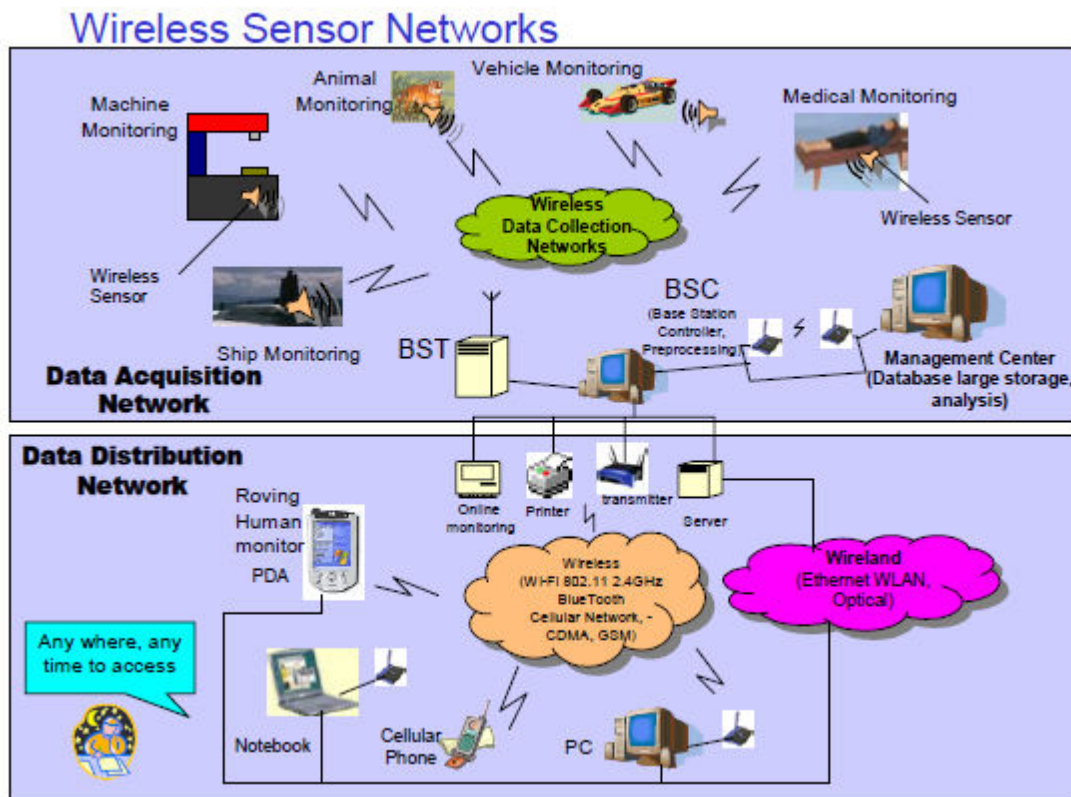 Wireless Sensor Networks
Machine
Monitoring
Animal
Monitoring
Vehicle Monitoring
Medical Monitoring
Wireless
Data Collection
Networks
Wireless Sensor
Wireless
Sensor
Ship Monitoring
BST
BSC
(Base Station
Controller,
Preprocessing)
Management Center
(Database large storage,
analysis)
Data Acquisition
Network
Data Distribution
Network
Roving
Human
monitor
PDA
Online
monitoring
Printer
transmitter
Server
Wireless
(WI-FI 802.11 2.4GHz
BlueTooth
Cellular Network, -
CDMA, GSM)
Wireland
(Ethernet WLAN,
Optical)
Any where, any
time to access
Notebook
Cellular
Phone
PC